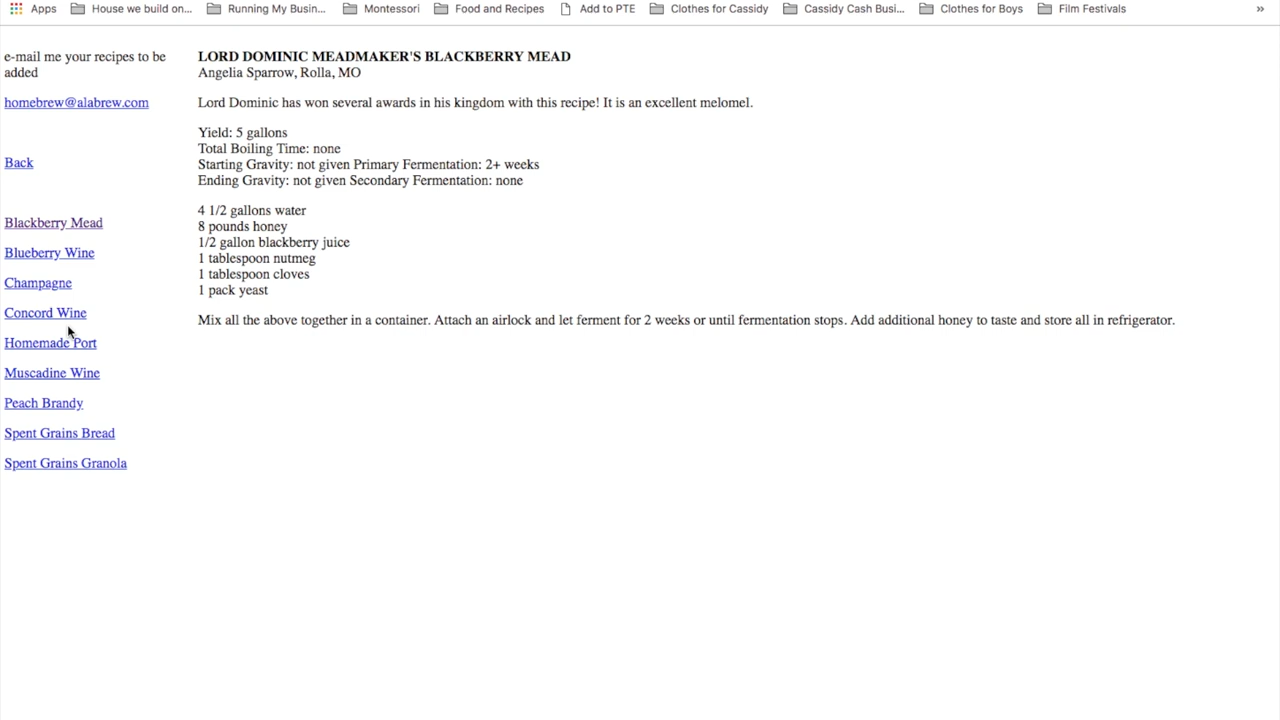 Apps House we build on... Running My Busin... Montessori Food and Recipes Add to PTE Clothes for Cassidy Cassidy Cash Busi... Clothes for Boys Film Festivals »
e-mail me your recipes to be
added
homebrew@alabrew.com
Back
Blackberry Mead
Blueberry Wine
Champagne
Concord Wine
Homemade Port
Muscadine Wine
Peach Brandy
Spent Grains Bread
Spent Grains Granola
LORD DOMINIC MEADMAKER'S BLACKBERRY MEAD
Angelia Sparrow, Rolla, MO
Lord Dominic has won several awards in his kingdom with this recipe! It is an excellent melomel.
Yield: 5 gallons
Total Boiling Time: none
Starting Gravity: not given Primary Fermentation: 2+ weeks
Ending Gravity: not given Secondary Fermentation: none
4 1/2 gallons water
8 pounds honey
1/2 gallon blackberry juice
1 tablespoon nutmeg
1 tablespoon cloves
1 pack yeast
Mix all the above together in a container. Attach an airlock and let ferment for 2 weeks or until fermentation stops. Add additional honey to taste and store all in refrigerator.